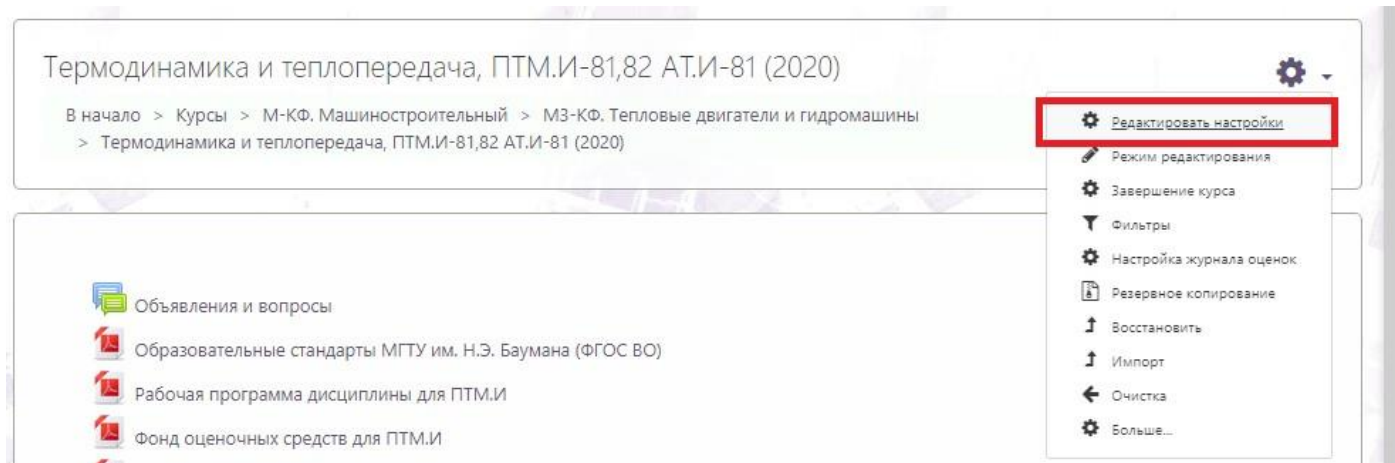 Термодинамика и теплопередача, ПТМ.И-81,82 АТ.И-81 (2020)
В начало > Курсы > М-КФ. Машиностроительный > М3-КФ. Тепловые двигатели и гидромашины
> Термодинамика и теплопередача, ПТМ.И-81,82 АТ.И-81 (2020)
Редактировать настройки
Режим редактирования
Завершение курса
Фильтры
Настройка журнала оценок
Резервное копирование
Восстановить
Импорт
Очистка
Больше...
Объявления и вопросы
Образовательные стандарты МГТУ им. Н.Э. Баумана (ФГОС ВО)
Рабочая программа дисциплины для ПТМ.И
Фонд оценочных средств для ПТМ.И